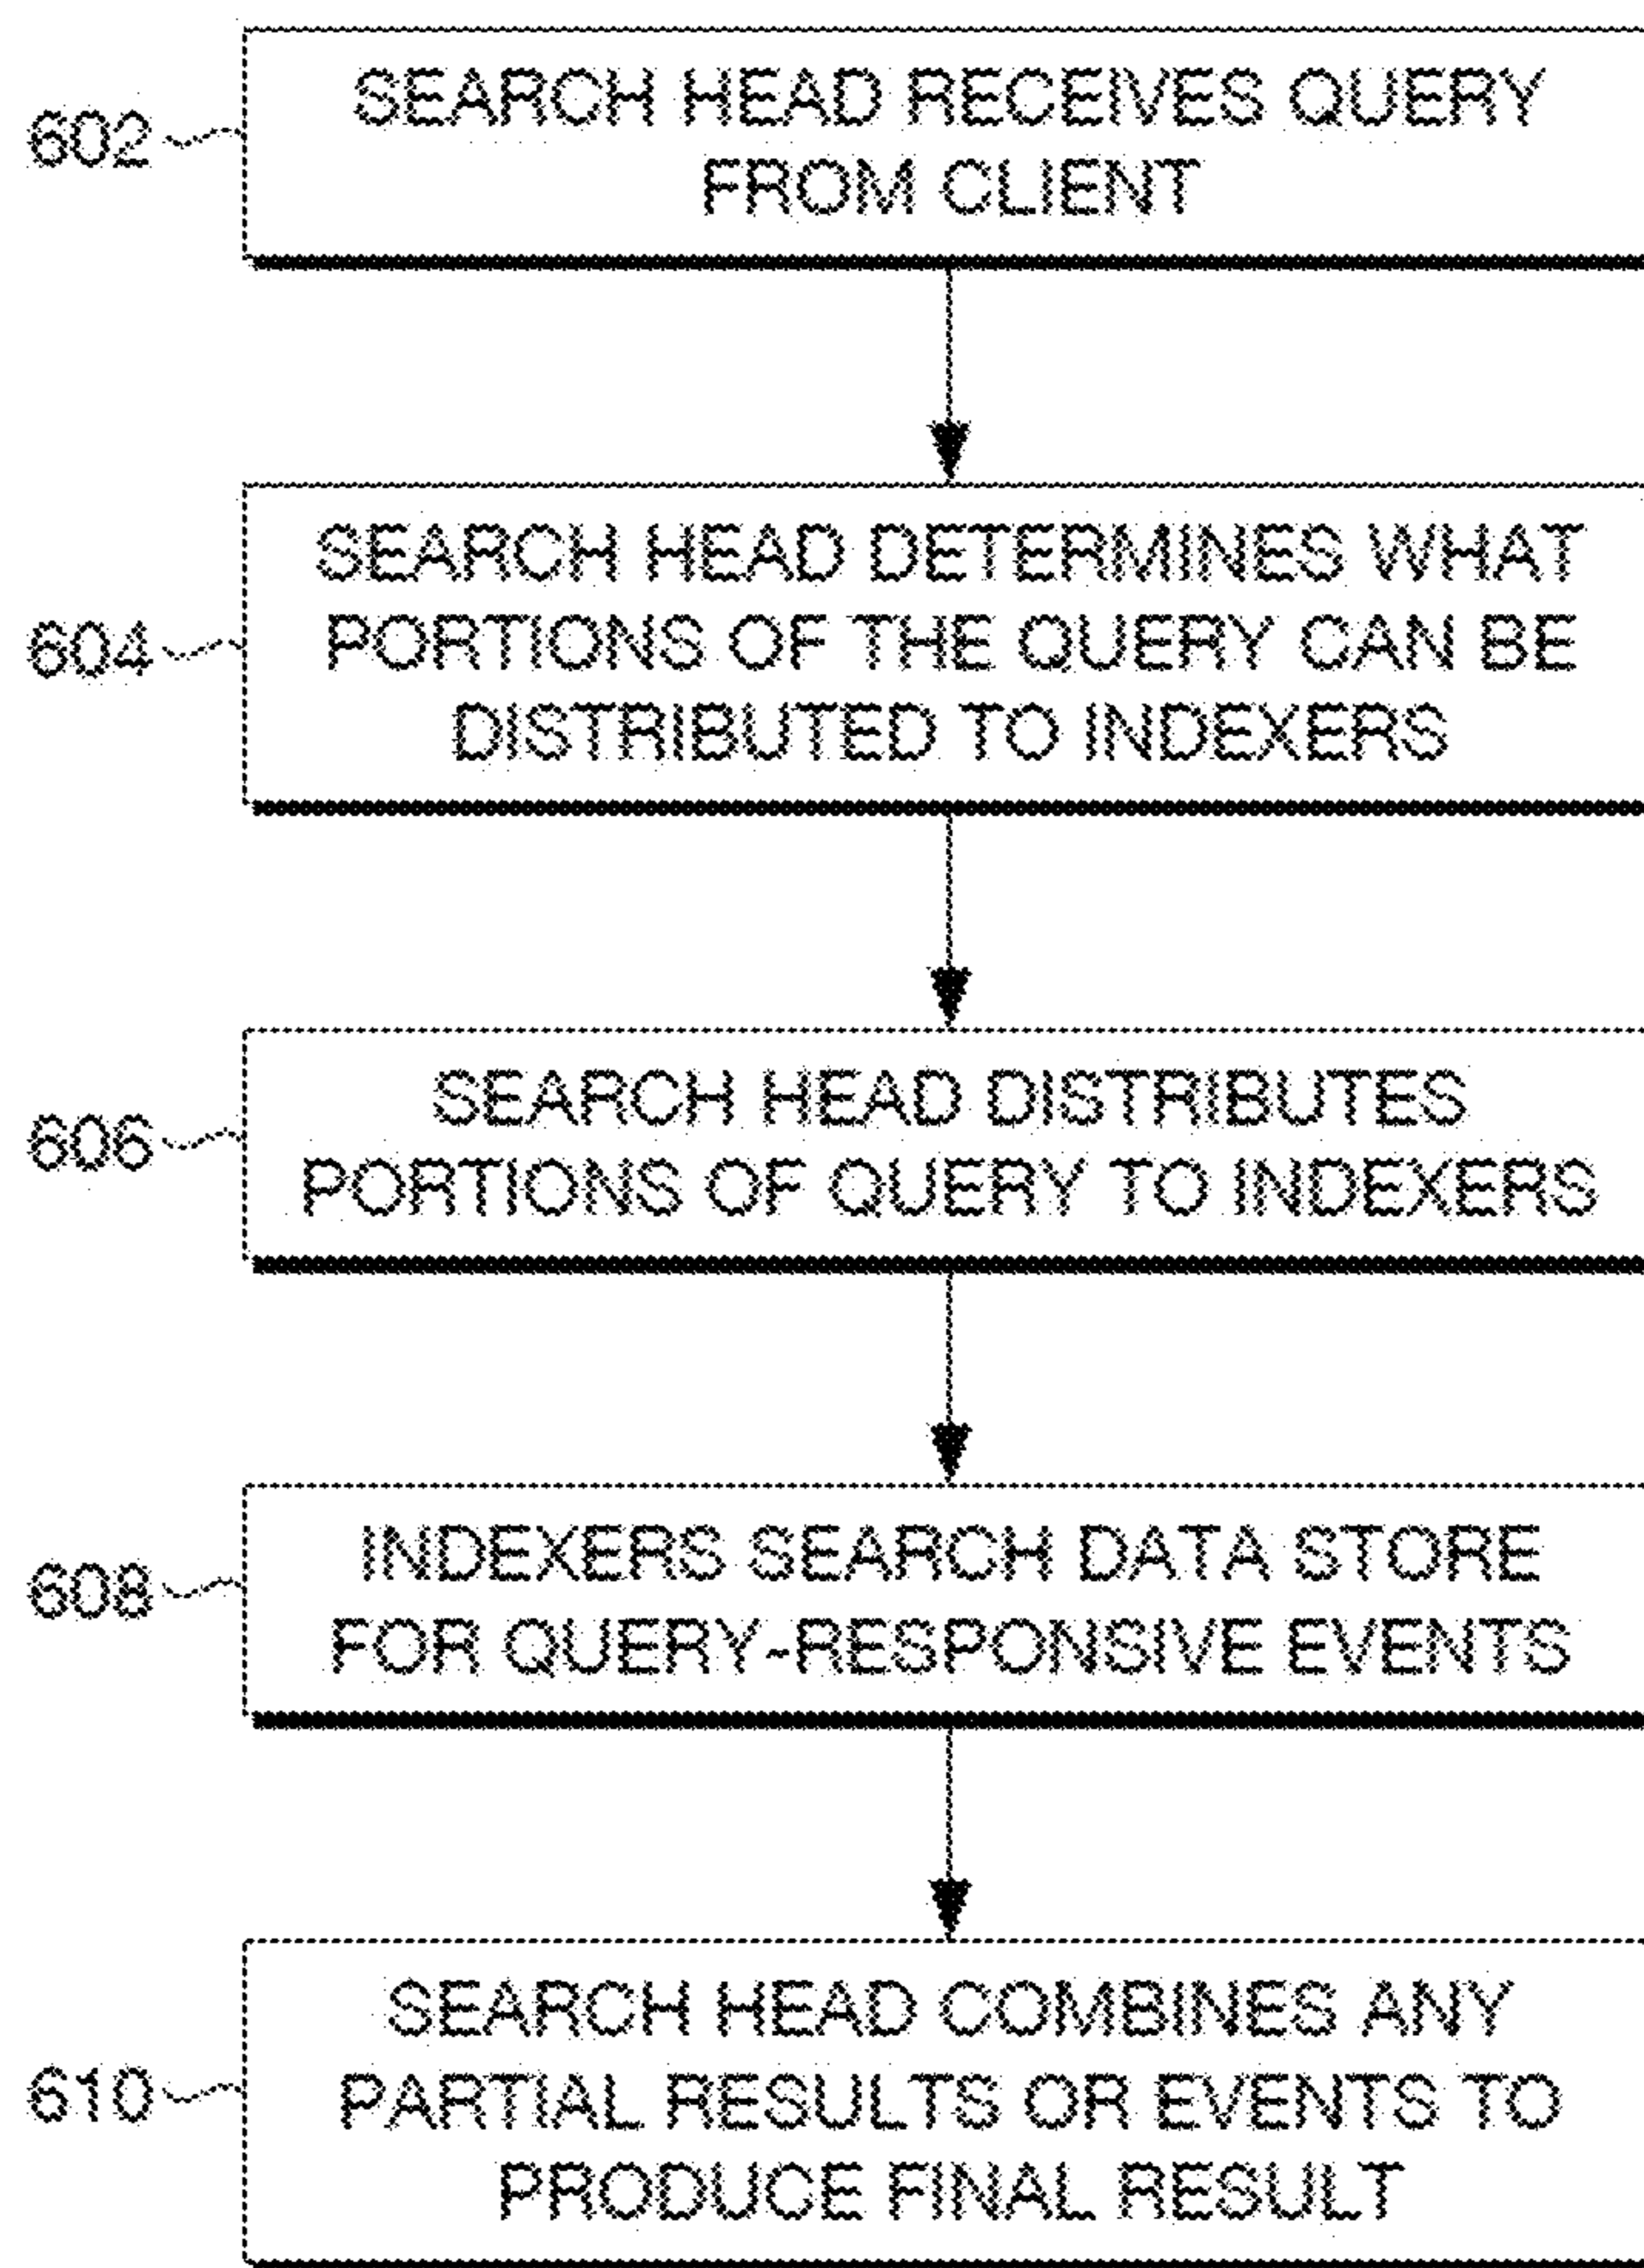 602
SEARCH HEAD RECEIVES QUERY
FROM CLIENT
604
SEARCH HEAD DETERMINES WHAT
PORTIONS OF THE QUERY CAN BE
DISTRIBUTED TO INDEXERS
606
SEARCH HEAD DISTRIBUTES
PORTIONS OF QUERY TO INDEXERS
608
INDEXERS SEARCH DATA STORE
FOR QUERY-RESPONSIVE EVENTS
610
SEARCH HEAD COMBINES ANY
PARTIAL RESULTS OR EVENTS TO
PRODUCE FINAL RESULT